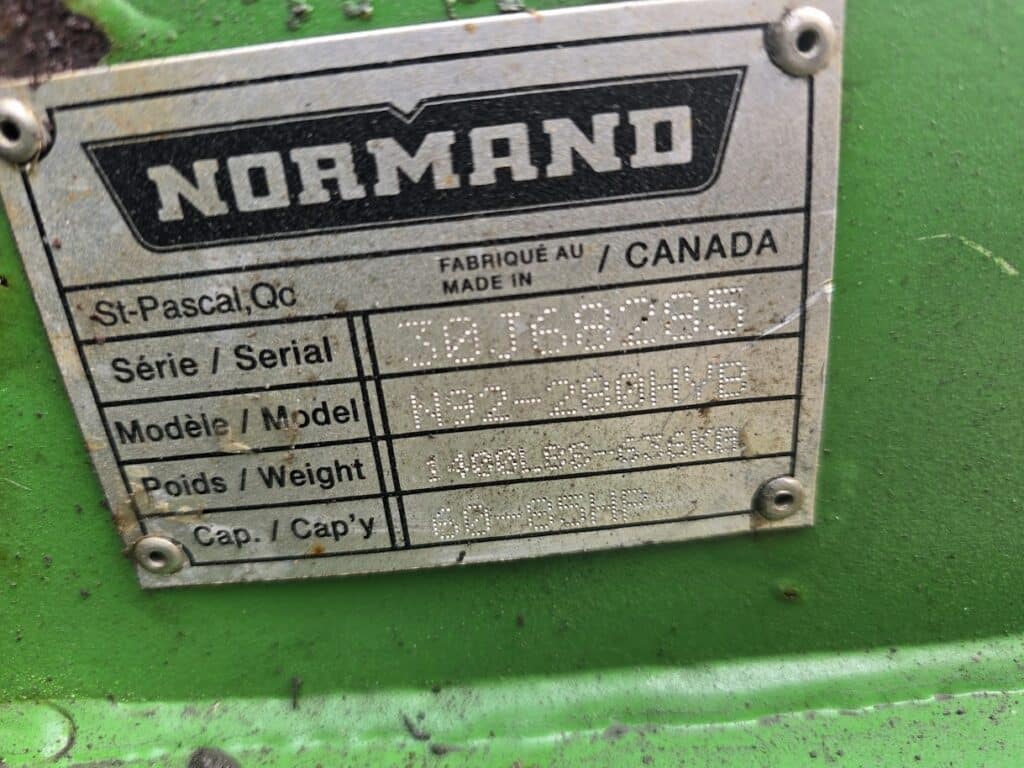 NORMAND
St-Pascal,Qc FABRIQUÉ AU MADE IN / CANADA
Série / Serial 30J68285
Modèle / Model N92-280HYB
Poids / Weight 1400LBS-636KG
Cap. / Cap'y 60-85HP